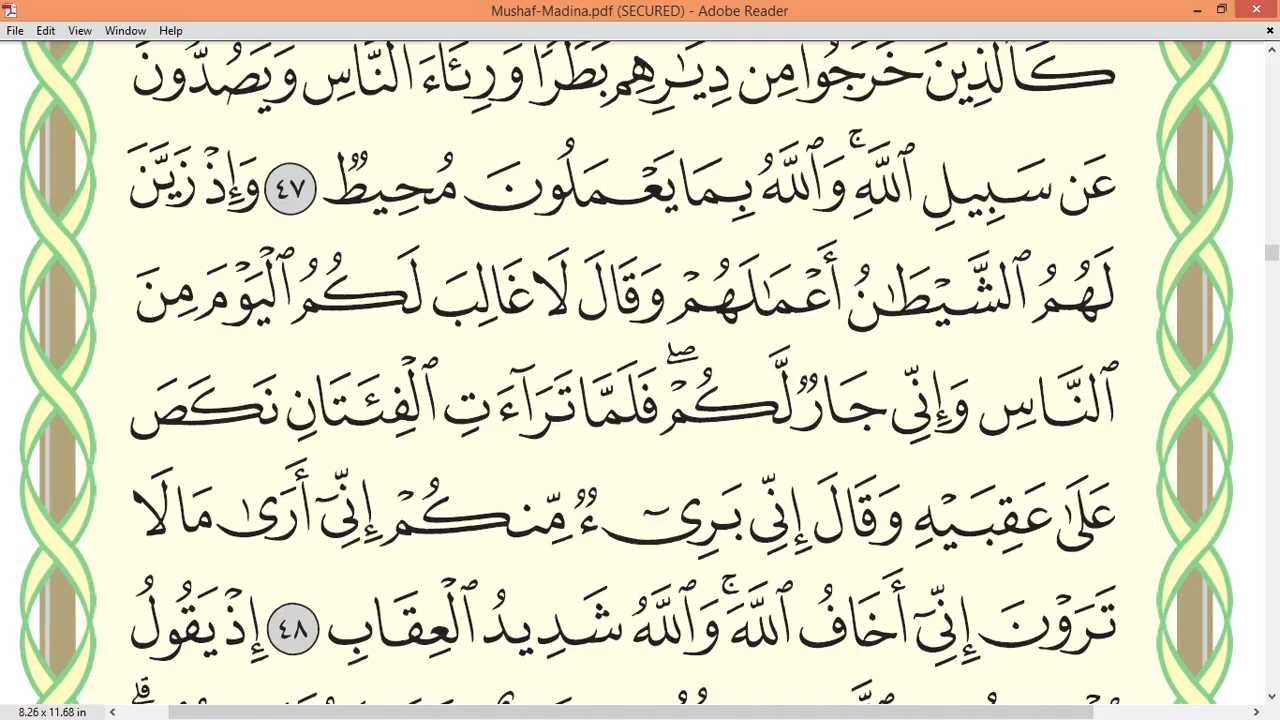 Mushaf-Madina.pdf (SECURED) - Adobe Reader
File Edit View Window Help
كَٱلَّذِينَ خَرَجُوا۟ مِن دِيَـٰرِهِم بَطَرًا وَرِئَآءَ ٱلنَّاسِ وَيَصُدُّونَ
عَن سَبِيلِ ٱللَّهِ ۚ وَٱللَّهُ بِمَا يَعْمَلُونَ مُحِيطٌ ٤٧ وَإِذْ زَيَّنَ
لَهُمُ ٱلشَّيْطَـٰنُ أَعْمَـٰلَهُمْ وَقَالَ لَا غَالِبَ لَكُمُ ٱلْيَوْمَ مِنَ
ٱلنَّاسِ وَإِنِّى جَارٌ لَّكُمْ ۖ فَلَمَّا تَرَآءَتِ ٱلْفِئَتَانِ نَكَصَ
عَلَىٰ عَقِبَيْهِ وَقَالَ إِنِّى بَرِىٓءٌ مِّنكُمْ إِنِّىٓ أَرَىٰ مَا لَا
تَرَوْنَ إِنِّىٓ أَخَافُ ٱللَّهَ ۚ وَٱللَّهُ شَدِيدُ ٱلْعِقَابِ ٤٨ إِذْ يَقُولُ
8.26 x 11.68 in